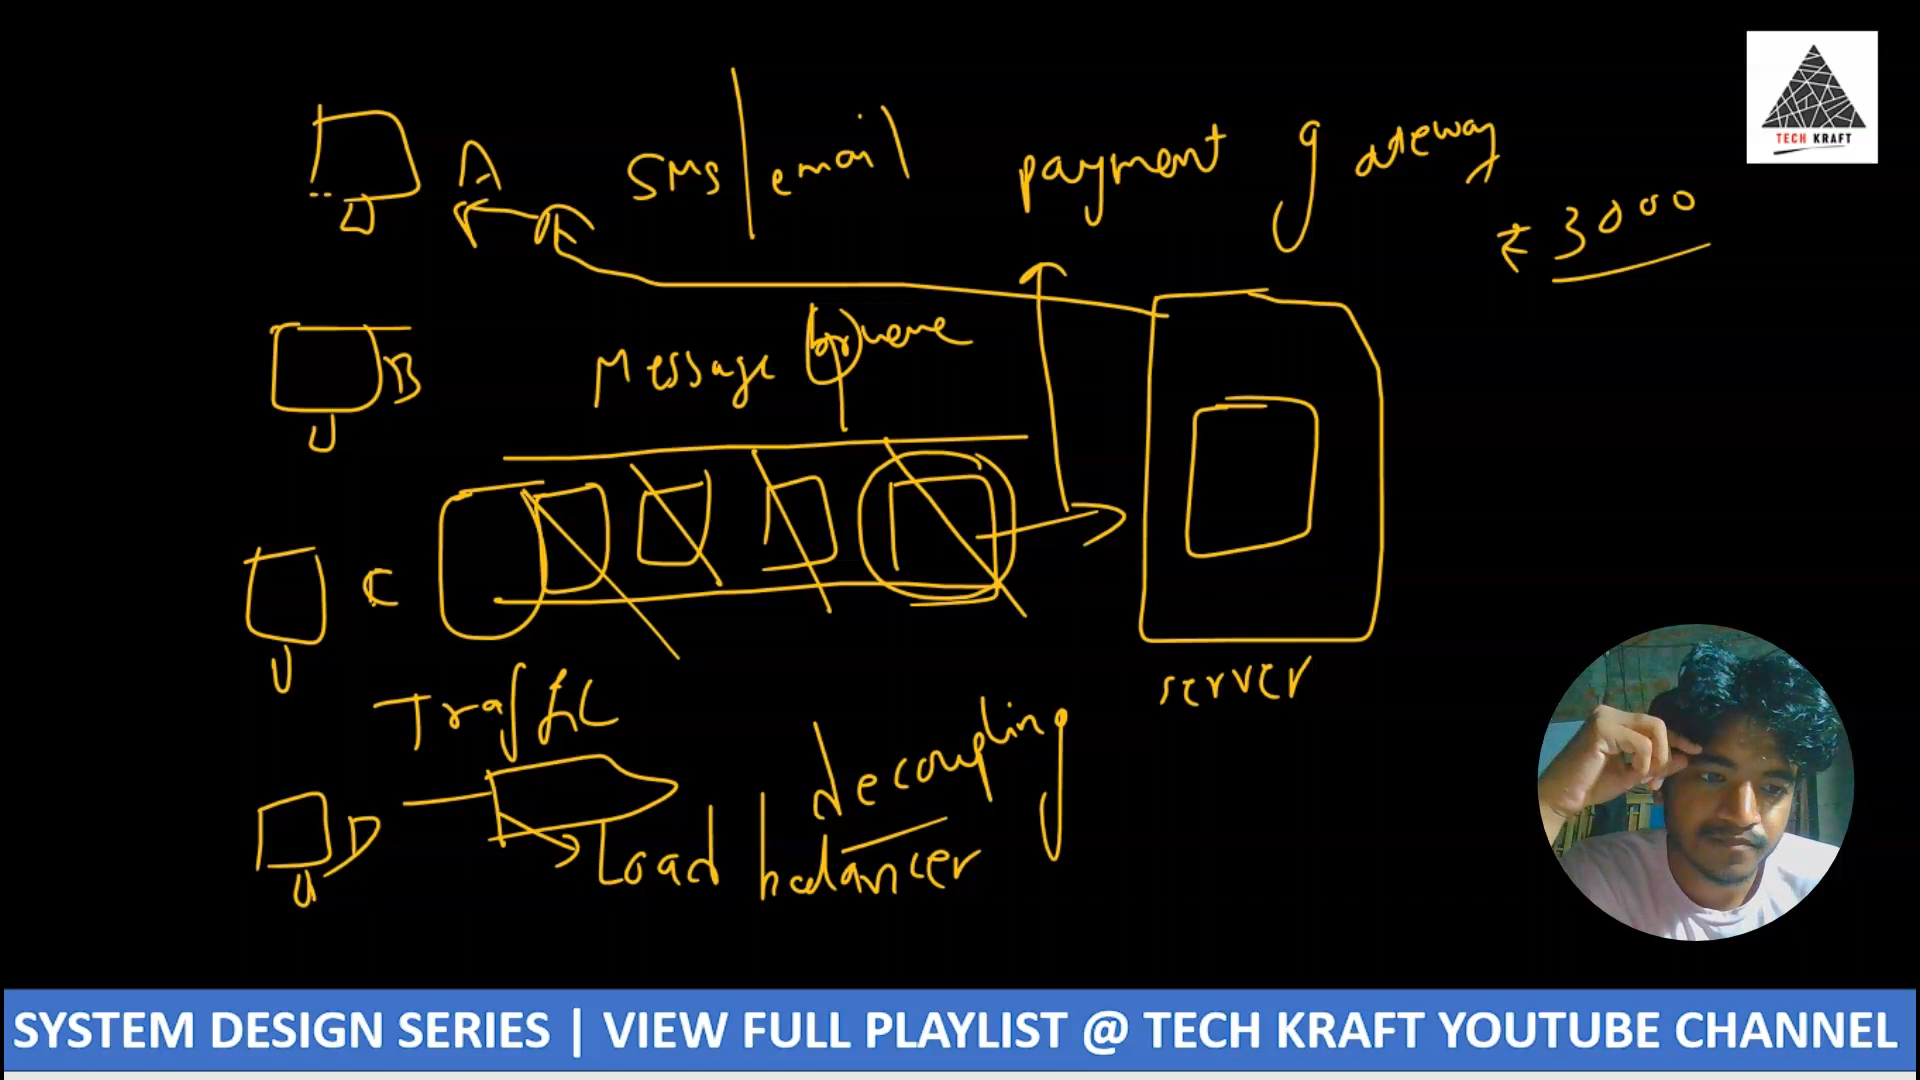 TECH KRAFT
A SMS email payment gateway
₹ 3000
B Message Queue
C
Traffic
server
decoupling
D Load balancer
SYSTEM DESIGN SERIES | VIEW FULL PLAYLIST @ TECH KRAFT YOUTUBE CHANNEL